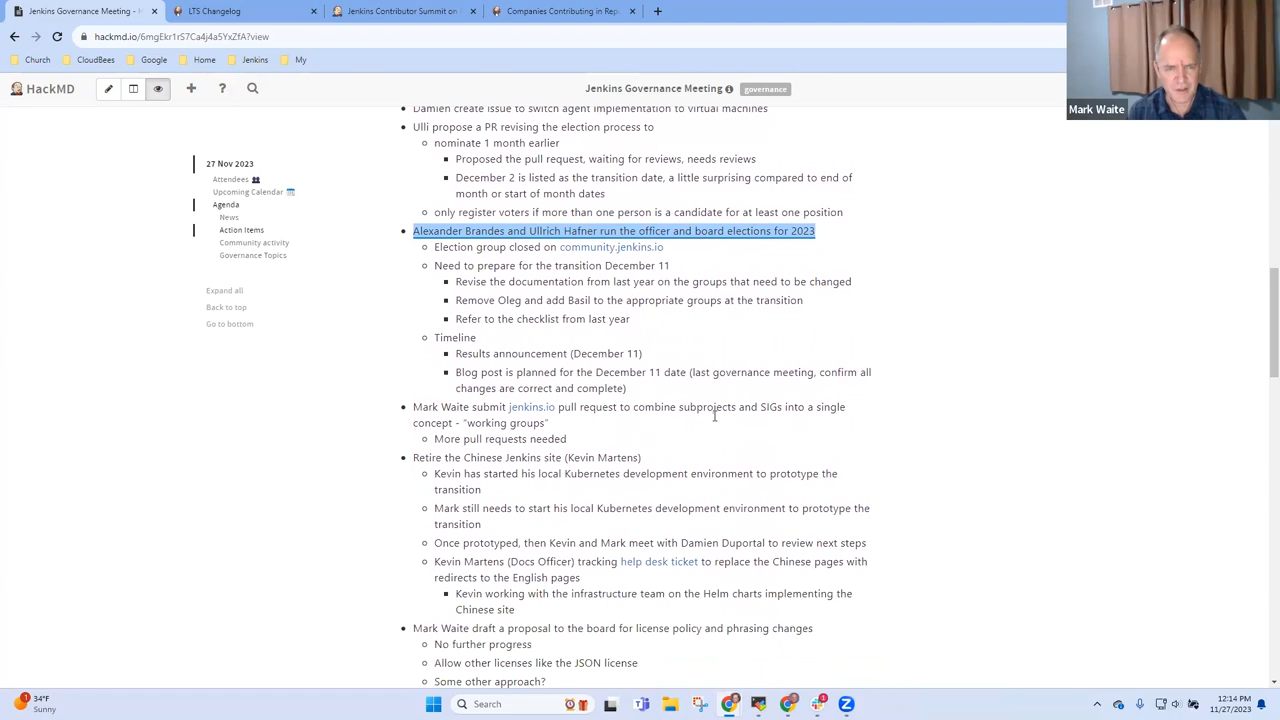 Jenkins Governance Meeting -
LTS Changelog
Jenkins Contributor Summit on
Companies Contributing in Rep
hackmd.io/6mgEkr1rS7Ca4j4a5YxZfA?view
Church
CloudBees
Google
Home
Jenkins
My
HackMD
Jenkins Governance Meeting
governance
Mark Waite
27 Nov 2023
Attendees
Upcoming Calendar
Agenda
News
Action Items
Community activity
Governance Topics
Expand all
Back to top
Go to bottom
Damien create issue to switch agent implementation to virtual machines
Ulli propose a PR revising the election process to
nominate 1 month earlier
Proposed the pull request, waiting for reviews, needs reviews
December 2 is listed as the transition date, a little surprising compared to end of
month or start of month dates
only register voters if more than one person is a candidate for at least one position
Alexander Brandes and Ullrich Hafner run the officer and board elections for 2023
Election group closed on community.jenkins.io
Need to prepare for the transition December 11
Revise the documentation from last year on the groups that need to be changed
Remove Oleg and add Basil to the appropriate groups at the transition
Refer to the checklist from last year
Timeline
Results announcement (December 11)
Blog post is planned for the December 11 date (last governance meeting, confirm all
changes are correct and complete)
Mark Waite submit jenkins.io pull request to combine subprojects and SIGs into a single
concept - "working groups"
More pull requests needed
Retire the Chinese Jenkins site (Kevin Martens)
Kevin has started his local Kubernetes development environment to prototype the
transition
Mark still needs to start his local Kubernetes development environment to prototype the
transition
Once prototyped, then Kevin and Mark meet with Damien Duportal to review next steps
Kevin Martens (Docs Officer) tracking help desk ticket to replace the Chinese pages with
redirects to the English pages
Kevin working with the infrastructure team on the Helm charts implementing the
Chinese site
Mark Waite draft a proposal to the board for license policy and phrasing changes
No further progress
Allow other licenses like the JSON license
Some other approach?
34°F
Sunny
Search
12:14 PM
11/27/2023